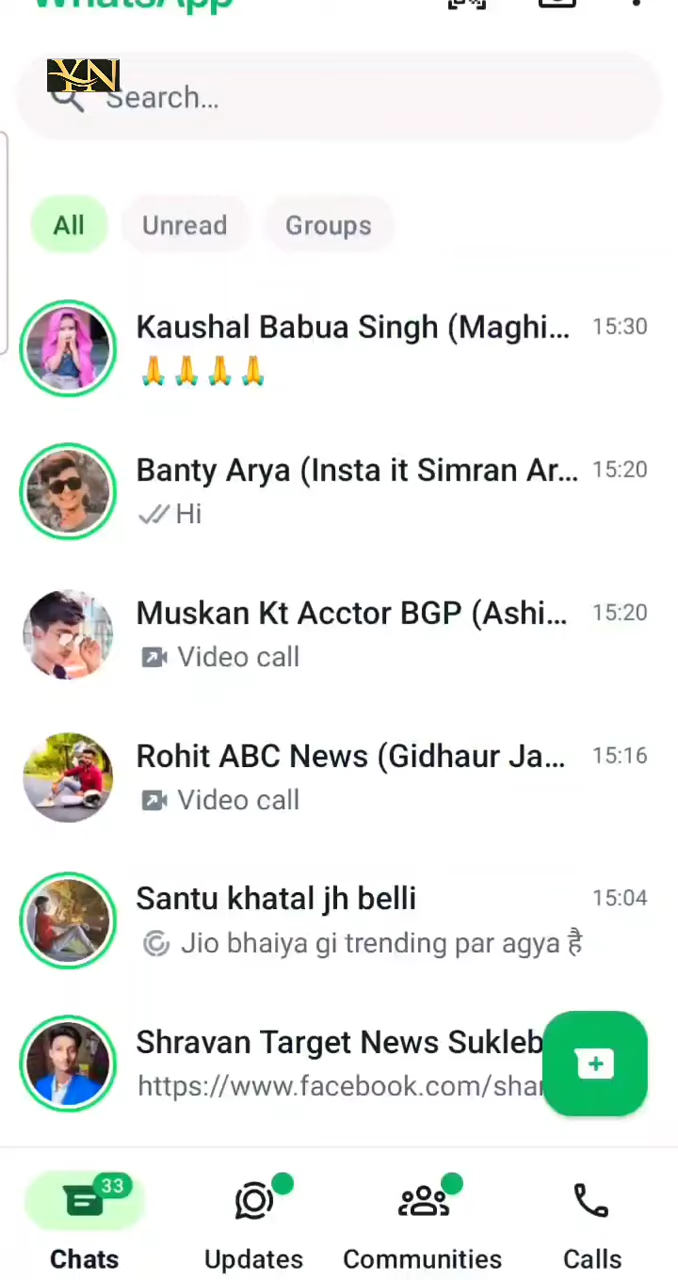 WhatsApp
YN
Search...
All
Unread
Groups
Kaushal Babua Singh (Maghi...
15:30
🙏🙏🙏🙏
Banty Arya (Insta it Simran Ar...
15:20
Hi
Muskan Kt Acctor BGP (Ashi...
15:20
Video call
Rohit ABC News (Gidhaur Ja...
15:16
Video call
Santu khatal jh belli
15:04
Jio bhaiya gi trending par agya है
Shravan Target News Sukleb
https://www.facebook.com/shar
33
Chats
Updates
Communities
Calls